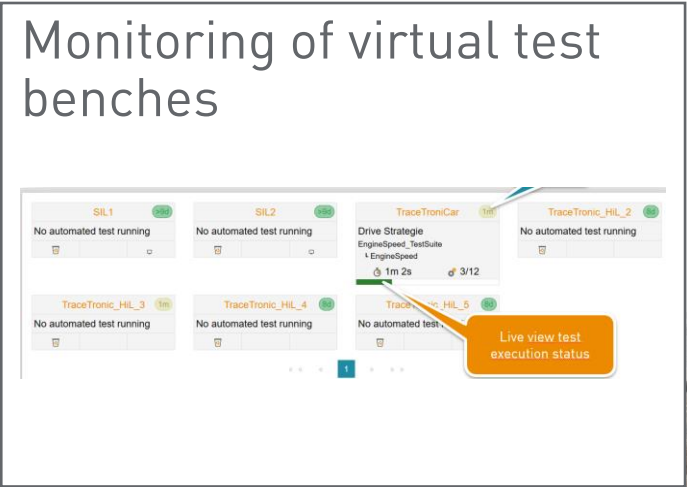 Monitoring of virtual test
benches
SIL1 >9d
No automated test running
SIL2 >9d
No automated test running
TraceTroniCar 1m
Drive Strategie
EngineSpeed_TestSuite
EngineSpeed
1m 2s 3/12
TraceTronic_HiL_2 8d
No automated test running
TraceTronic_HiL_3 1m
No automated test running
TraceTronic_HiL_4 8d
No automated test running
HiL_5 8d
No automated test
Live view test
execution status
1